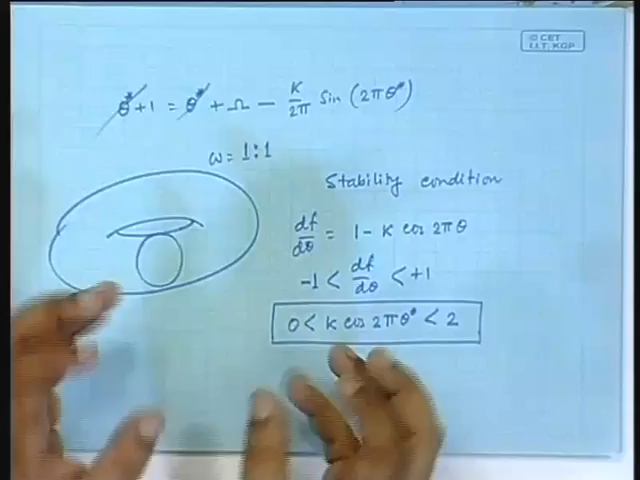 © CET
I.I.T. KGP
θ* + 1 = θ* + Ω − K/2π Sin (2πθ*)
ω = 1:1
Stability condition
df/dθ = 1 − K cos 2πθ
−1 < df/dθ < +1
0 < K cos 2πθ* < 2